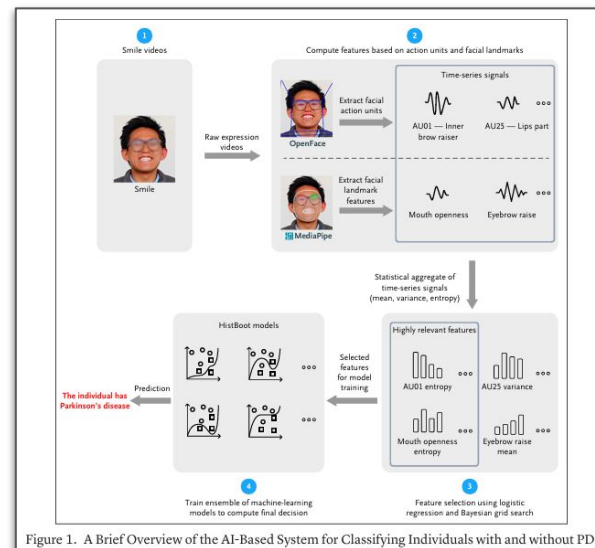 1
Smile videos
Smile
Raw expression
videos
2
Compute features based on action units and facial landmarks
OpenFace
Extract facial
action units
MediaPipe
Extract facial
landmark
features
Time-series signals
AU01 — Inner
brow raiser
AU25 — Lips part
Mouth openness
Eyebrow raise
Statistical aggregate of
time-series signals
(mean, variance, entropy)
Highly relevant features
AU01 entropy
AU25 variance
Mouth openness
entropy
Eyebrow raise
mean
3
Feature selection using logistic
regression and Bayesian grid search
Selected
features
for model
training
HistBoot models
4
Train ensemble of machine-learning
models to compute final decision
Prediction
The individual has
Parkinson's disease
Figure 1. A Brief Overview of the AI-Based System for Classifying Individuals with and without PD